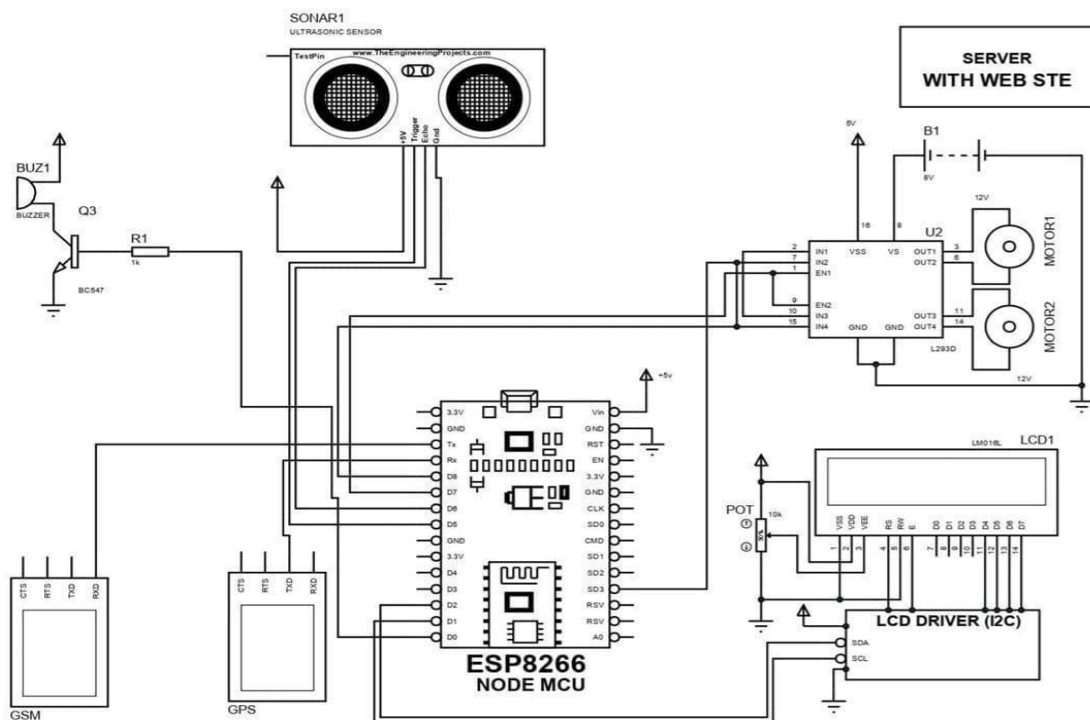 SONAR1
ULTRASONIC SENSOR
TestPin
www.TheEngineeringProjects.com
+5V
Trigger
Echo
Gnd
SERVER
WITH WEB STE
BUZ1
BUZZER
Q3
BC547
R1
1k
5V
B1
8V
12V
MOTOR1
MOTOR2
12V
U2
L293D
16
8
VSS
VS
2
IN1
7
IN2
1
EN1
9
EN2
10
IN3
15
IN4
GND
GND
OUT1
3
OUT2
6
OUT3
11
OUT4
14
+5v
3.3V
GND
Tx
Rx
D8
D7
D6
D5
GND
3.3V
D4
D3
D2
D1
D0
Vin
GND
RST
EN
3.3V
GND
CLK
SD0
CMD
SD1
SD2
SD3
RSV
RSV
A0
ESP8266
NODE MCU
CTS
RTS
TXD
RXD
GSM
CTS
RTS
TXD
RXD
GPS
LM016L
LCD1
POT
10k
50%
VSS
VDD
VEE
RS
RW
E
D0
D1
D2
D3
D4
D5
D6
D7
1
2
3
4
5
6
7
8
9
10
11
12
13
14
LCD DRIVER (I2C)
SDA
SCL